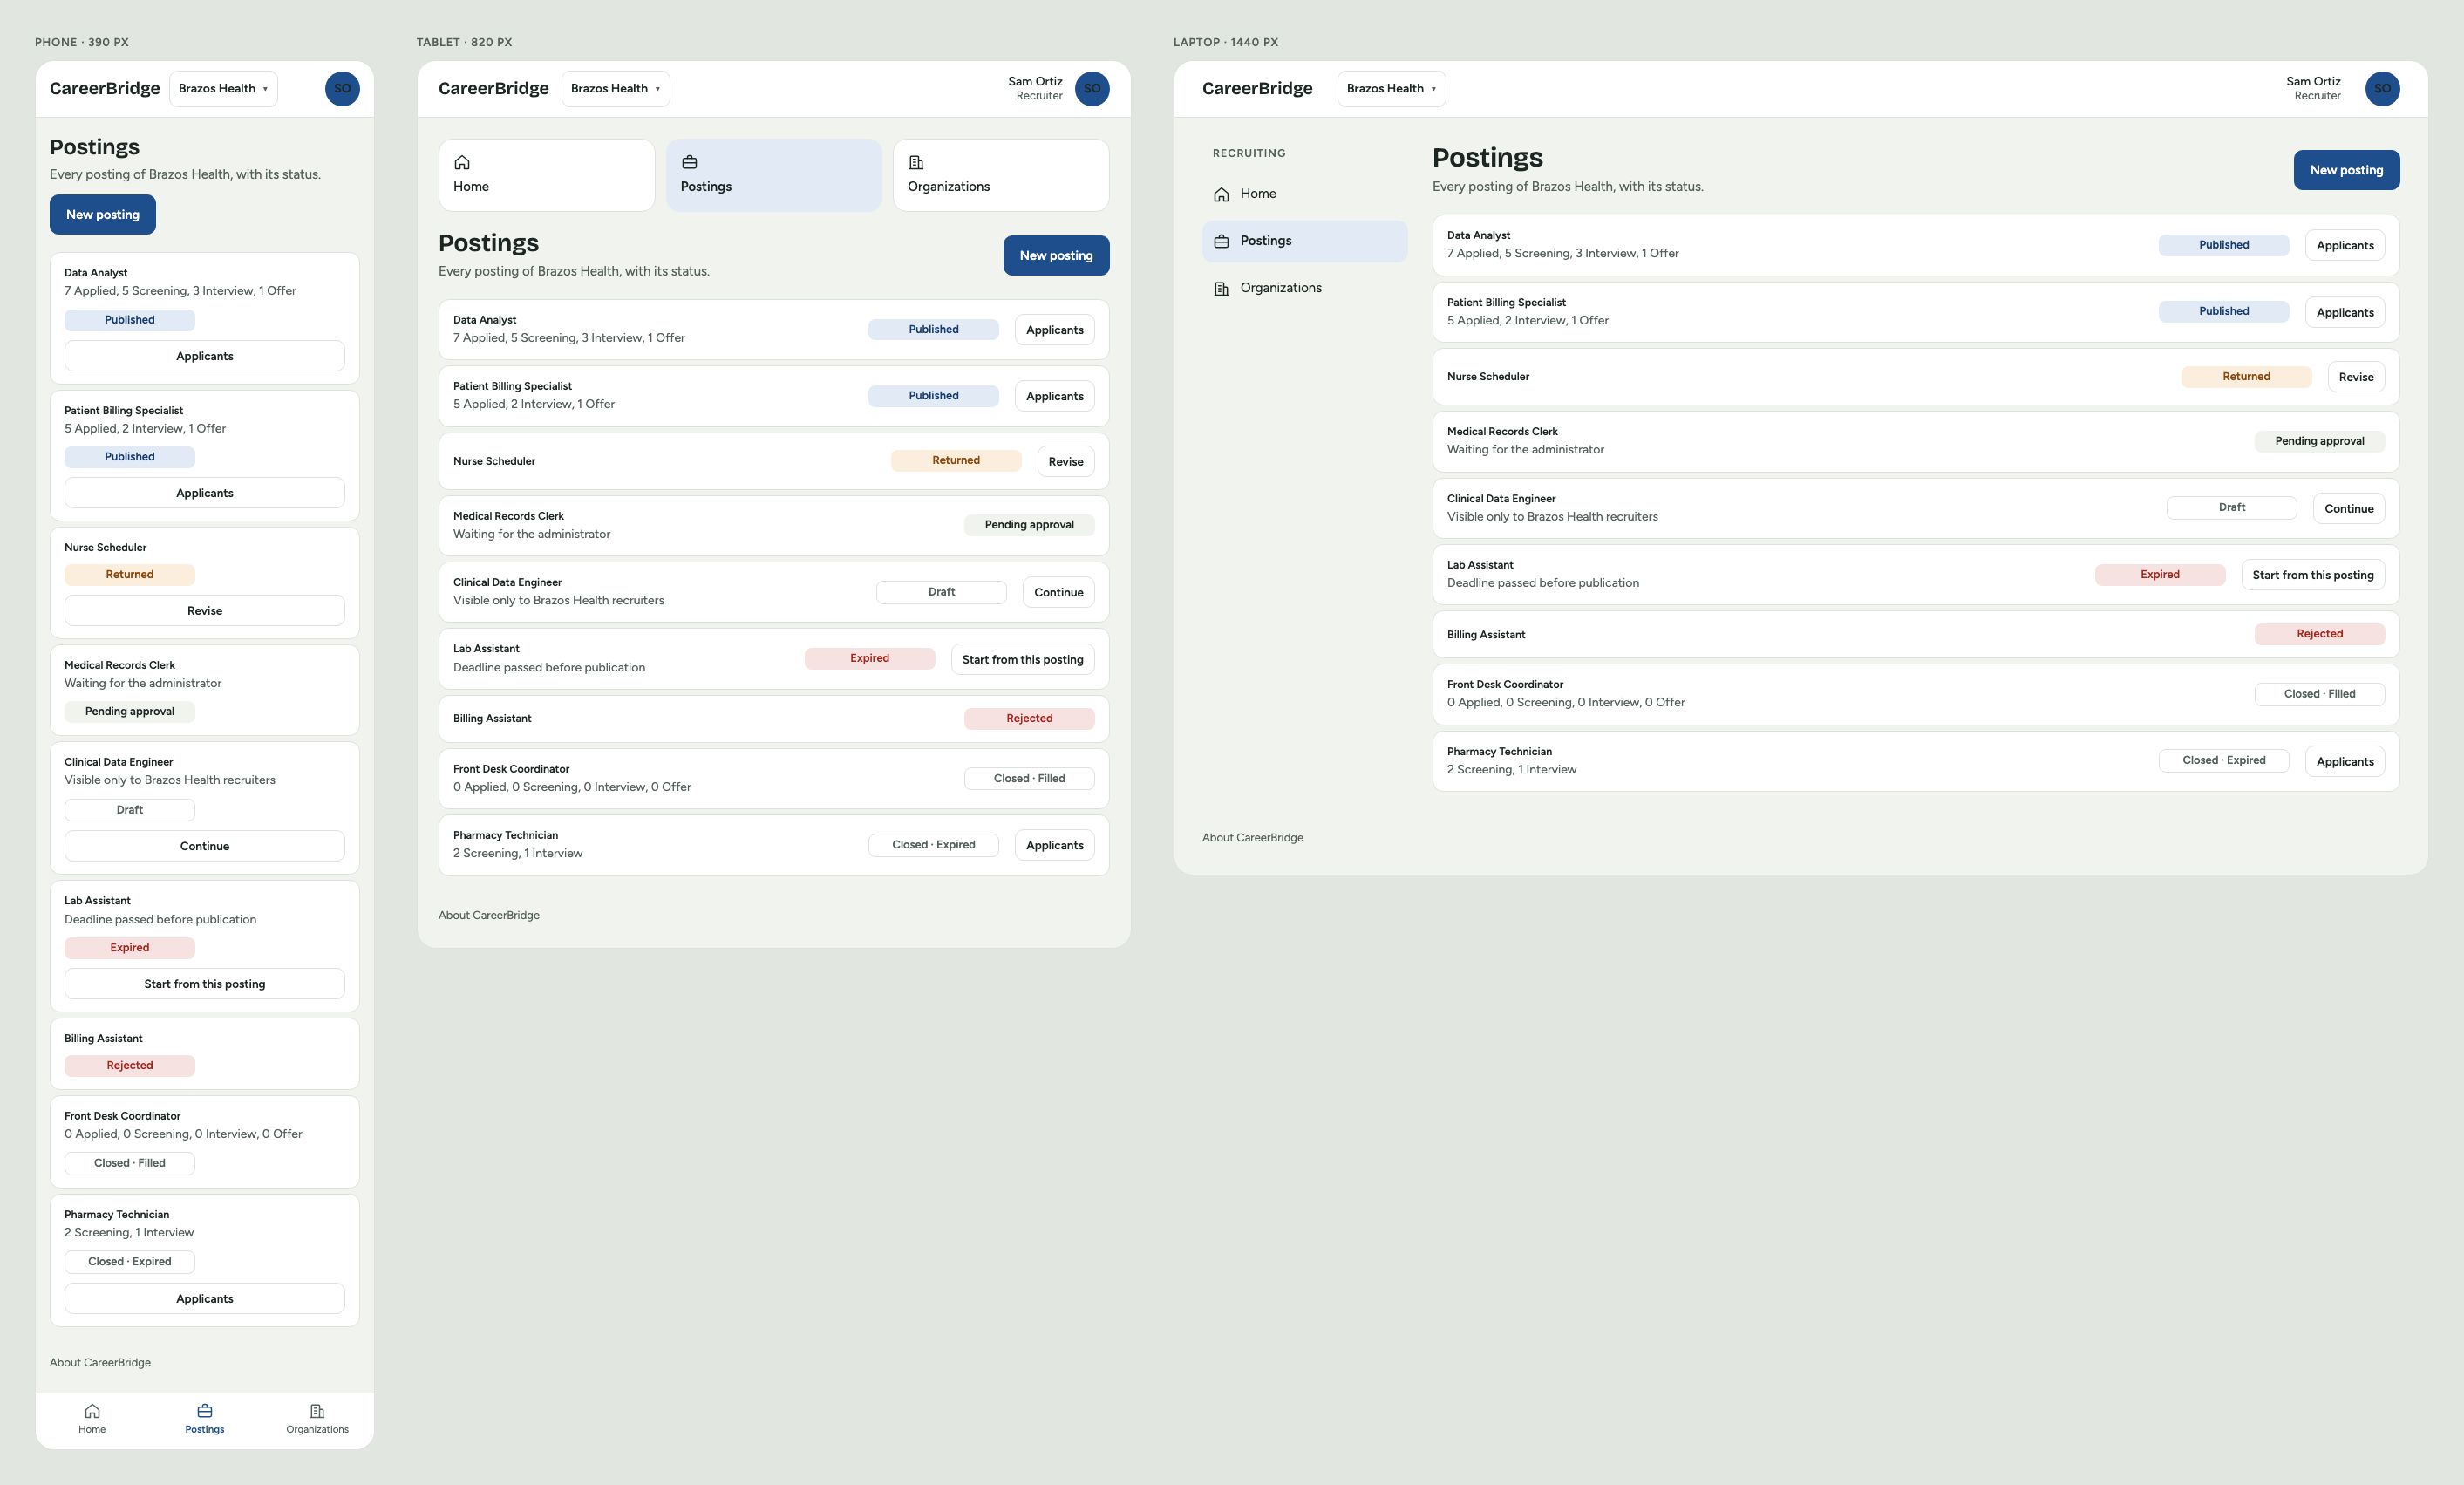 PHONE · 390 PX
CareerBridge
Brazos Health ▾
SO
Postings
Every posting of Brazos Health, with its status.
New posting
Data Analyst
7 Applied, 5 Screening, 3 Interview, 1 Offer
Published
Applicants
Patient Billing Specialist
5 Applied, 2 Interview, 1 Offer
Published
Applicants
Nurse Scheduler
Returned
Revise
Medical Records Clerk
Waiting for the administrator
Pending approval
Clinical Data Engineer
Visible only to Brazos Health recruiters
Draft
Continue
Lab Assistant
Deadline passed before publication
Expired
Start from this posting
Billing Assistant
Rejected
Front Desk Coordinator
0 Applied, 0 Screening, 0 Interview, 0 Offer
Closed · Filled
Pharmacy Technician
2 Screening, 1 Interview
Closed · Expired
Applicants
About CareerBridge
Home
Postings
Organizations
TABLET · 820 PX
CareerBridge
Brazos Health ▾
Sam Ortiz
Recruiter
SO
Home
Postings
Organizations
Postings
Every posting of Brazos Health, with its status.
New posting
Data Analyst
7 Applied, 5 Screening, 3 Interview, 1 Offer
Published
Applicants
Patient Billing Specialist
5 Applied, 2 Interview, 1 Offer
Published
Applicants
Nurse Scheduler
Returned
Revise
Medical Records Clerk
Waiting for the administrator
Pending approval
Clinical Data Engineer
Visible only to Brazos Health recruiters
Draft
Continue
Lab Assistant
Deadline passed before publication
Expired
Start from this posting
Billing Assistant
Rejected
Front Desk Coordinator
0 Applied, 0 Screening, 0 Interview, 0 Offer
Closed · Filled
Pharmacy Technician
2 Screening, 1 Interview
Closed · Expired
Applicants
About CareerBridge
LAPTOP · 1440 PX
CareerBridge
Brazos Health ▾
Sam Ortiz
Recruiter
SO
RECRUITING
Home
Postings
Organizations
Postings
Every posting of Brazos Health, with its status.
New posting
Data Analyst
7 Applied, 5 Screening, 3 Interview, 1 Offer
Published
Applicants
Patient Billing Specialist
5 Applied, 2 Interview, 1 Offer
Published
Applicants
Nurse Scheduler
Returned
Revise
Medical Records Clerk
Waiting for the administrator
Pending approval
Clinical Data Engineer
Visible only to Brazos Health recruiters
Draft
Continue
Lab Assistant
Deadline passed before publication
Expired
Start from this posting
Billing Assistant
Rejected
Front Desk Coordinator
0 Applied, 0 Screening, 0 Interview, 0 Offer
Closed · Filled
Pharmacy Technician
2 Screening, 1 Interview
Closed · Expired
Applicants
About CareerBridge